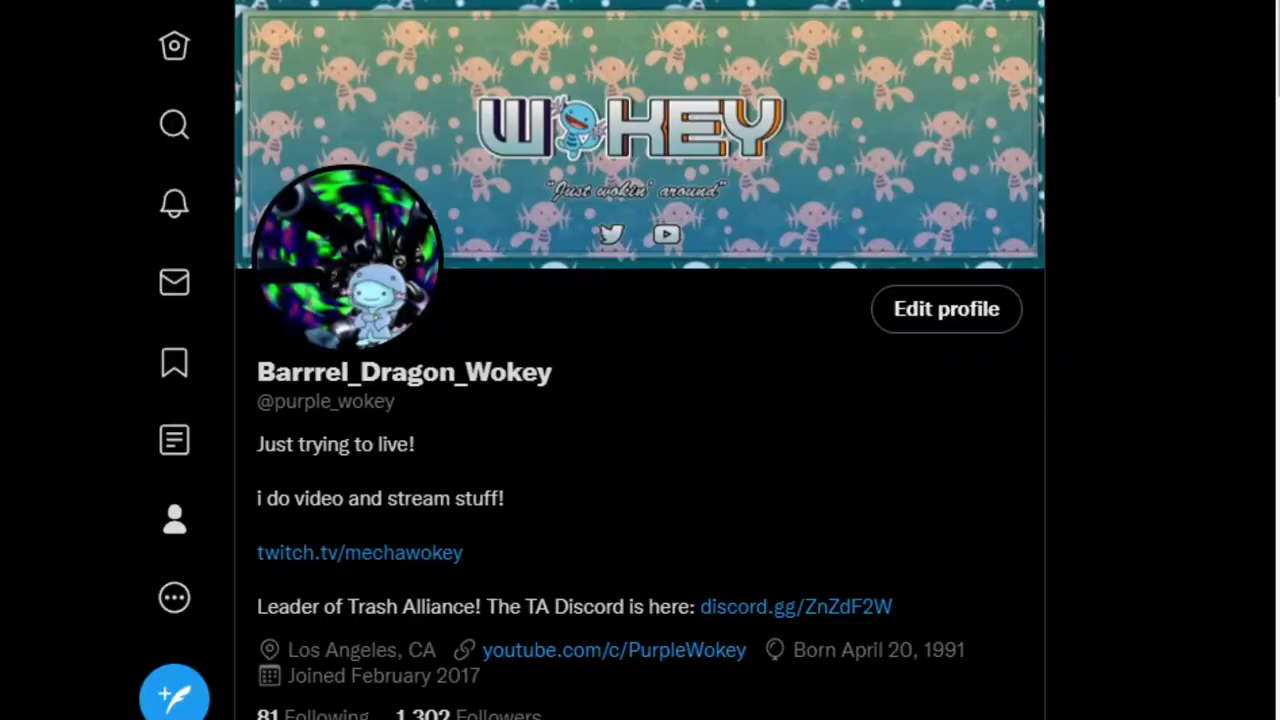 WOKEY
"Just wokin' around"
Edit profile
Barrrel_Dragon_Wokey
@purple_wokey
Just trying to live!
i do video and stream stuff!
twitch.tv/mechawokey
Leader of Trash Alliance! The TA Discord is here: discord.gg/ZnZdF2W
Los Angeles, CA youtube.com/c/PurpleWokey Born April 20, 1991
Joined February 2017
81 Following 1,302 Followers